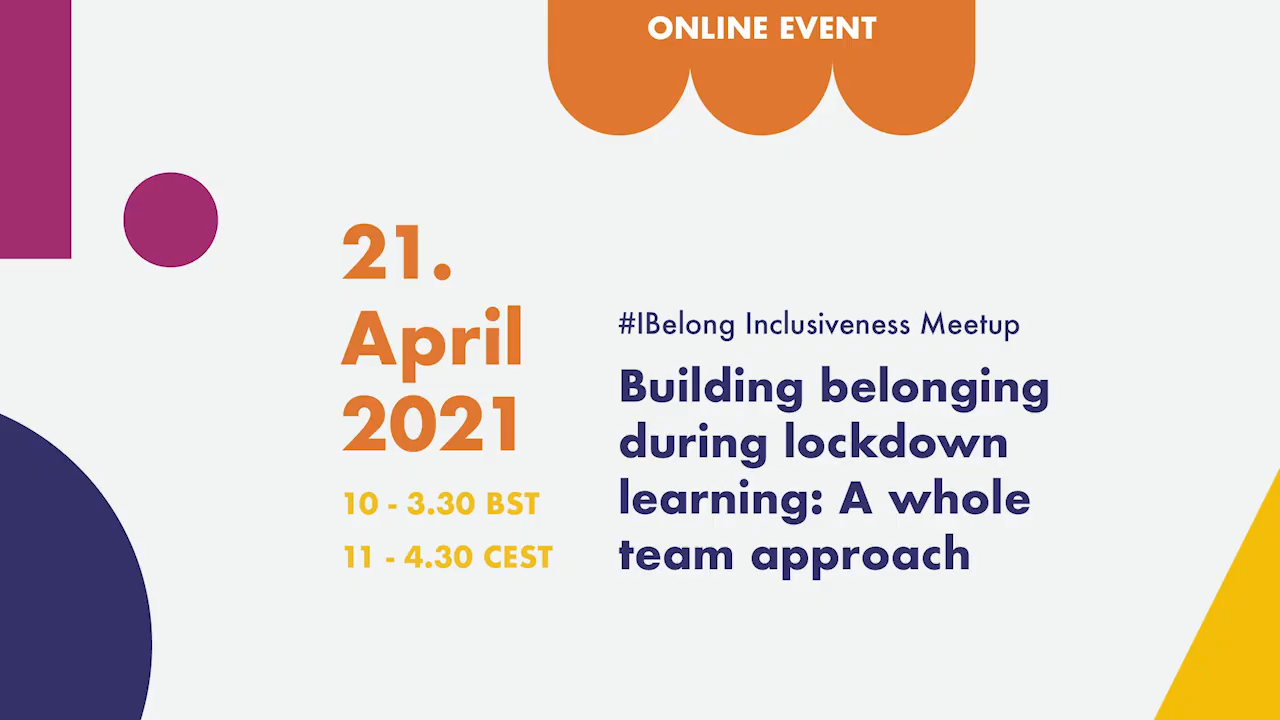 ONLINE EVENT
21.
April
2021
10 - 3.30 BST
11 - 4.30 CEST
#IBelong Inclusiveness Meetup
Building belonging
during lockdown
learning: A whole
team approach